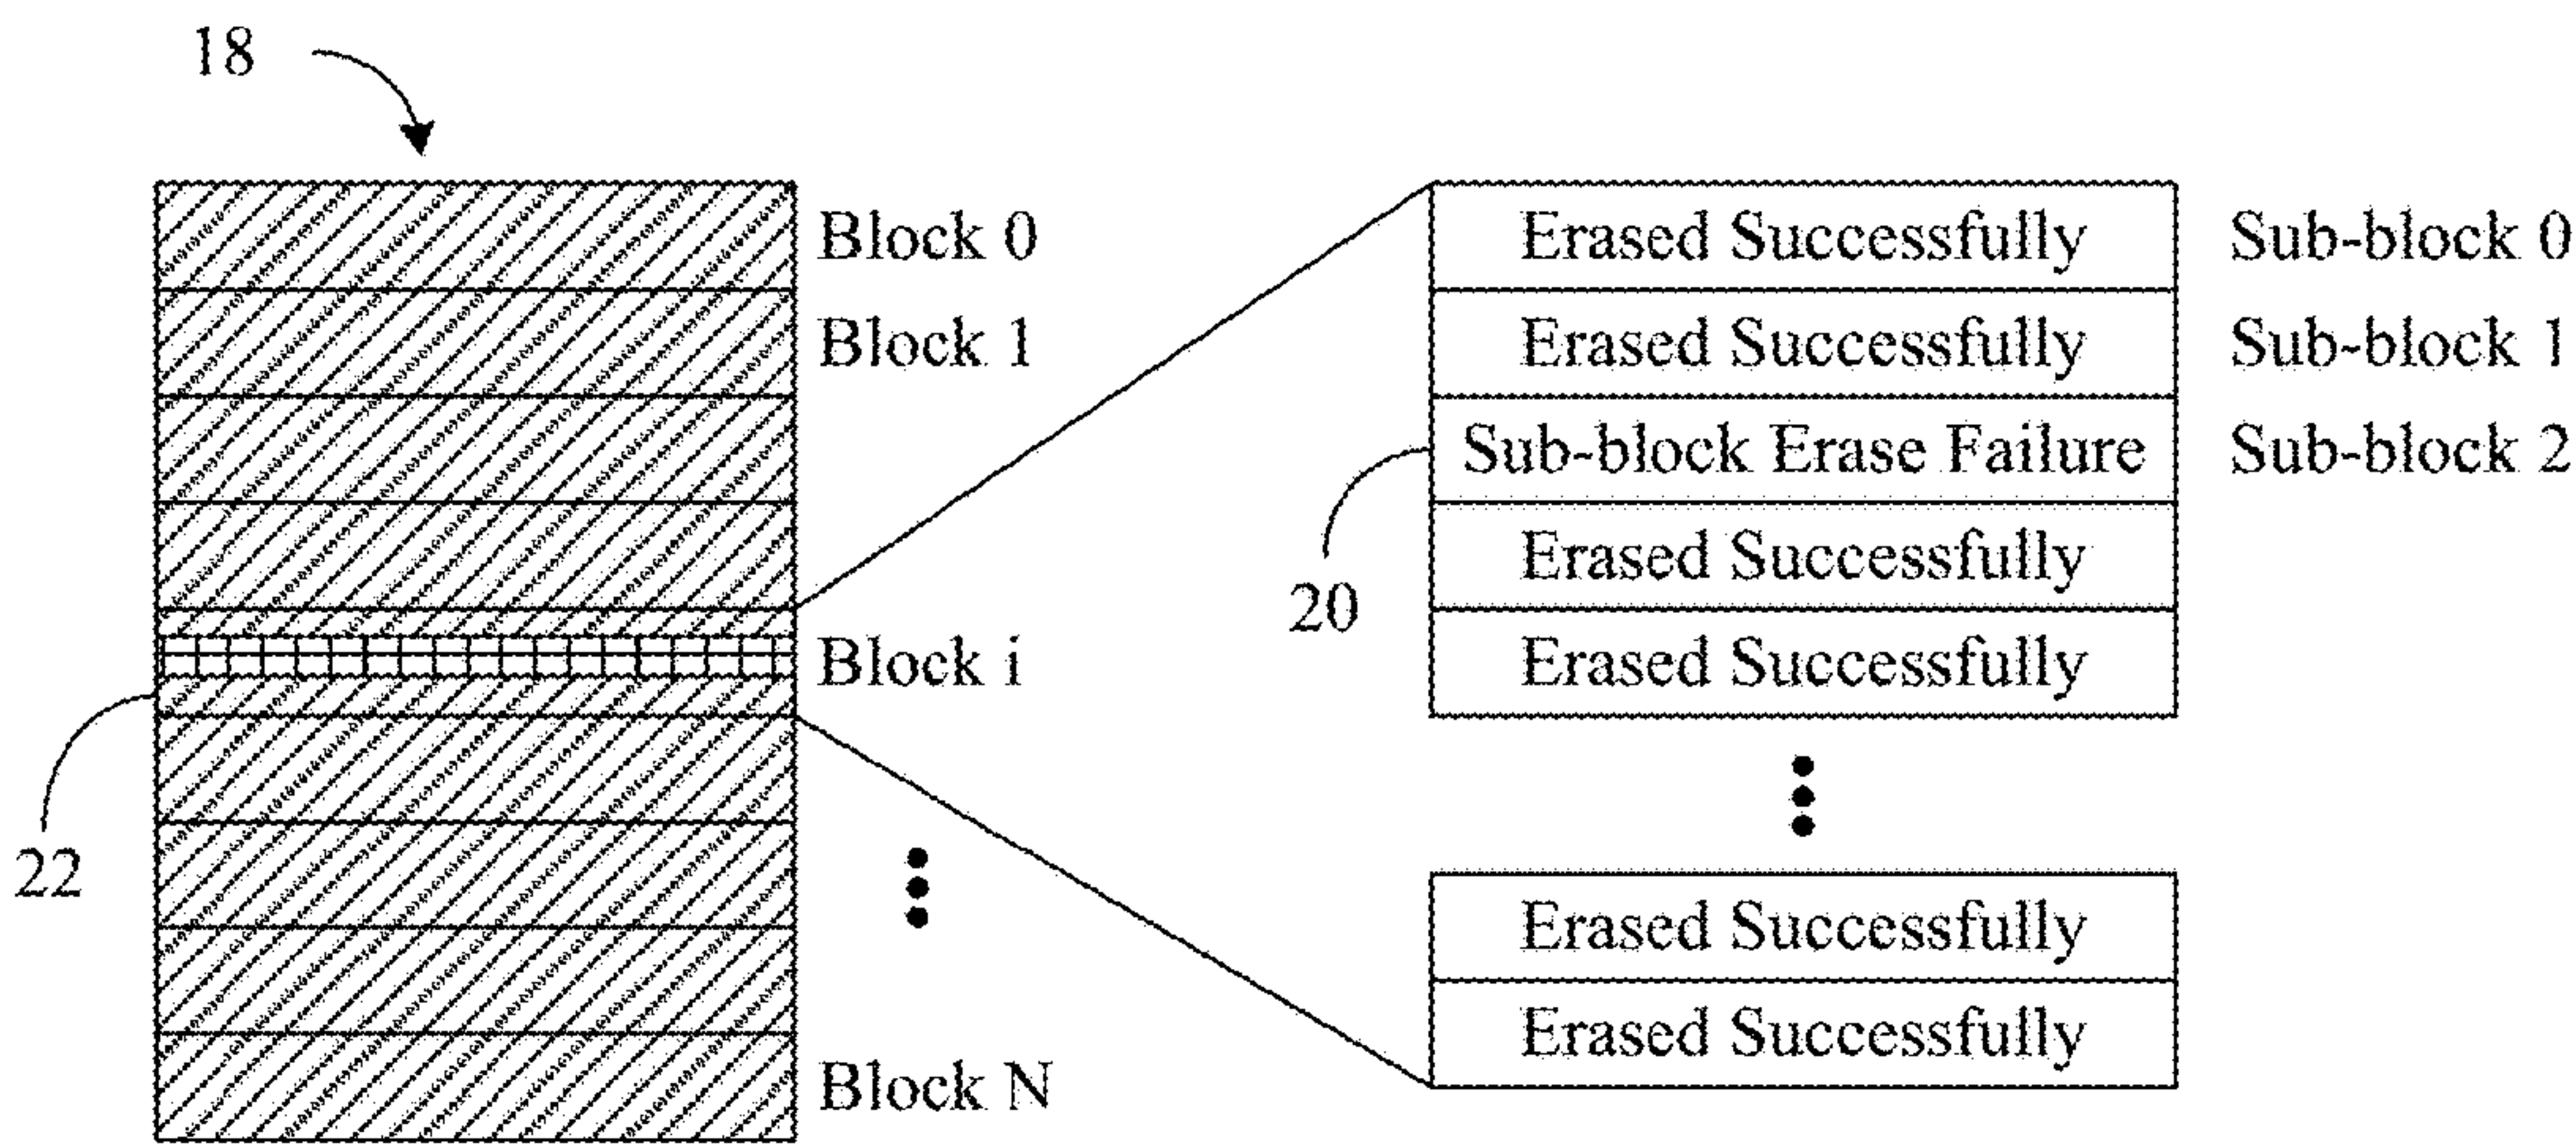 18
Block 0
Block 1
Block i
22
Block N
Erased Successfully Sub-block 0
Erased Successfully Sub-block 1
Sub-block Erase Failure Sub-block 2
20
Erased Successfully
Erased Successfully
Erased Successfully
Erased Successfully